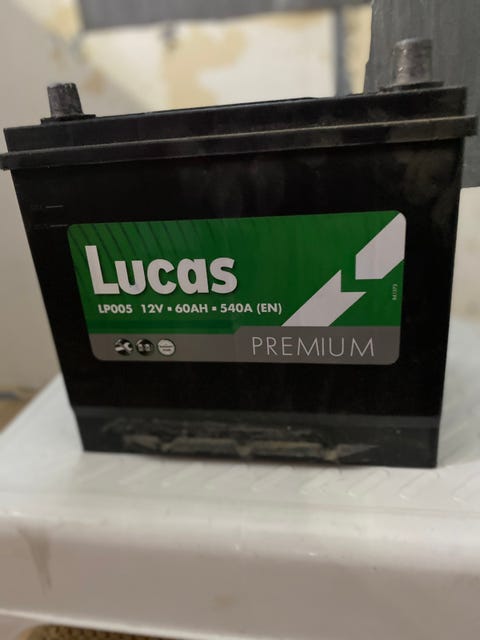 Lucas
LP005 12V ▪ 60AH ▪ 540A (EN)
PREMIUM